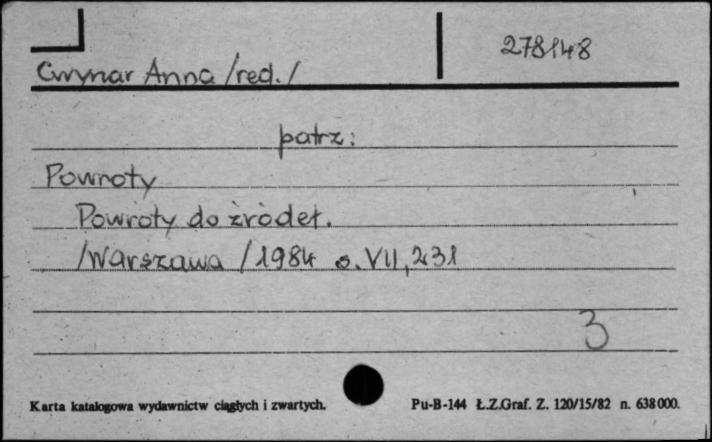 278148
Cwynar Anna /red./
patrz:
Powroty
Powroty do źródeł.
/Warszawa/ 1984 s. VII, 231
3
Karta katalogowa wydawnictw ciągłych i zwartych.
Pu-B-144 Ł.Z.Graf. Z. 120/15/82 n. 638000.